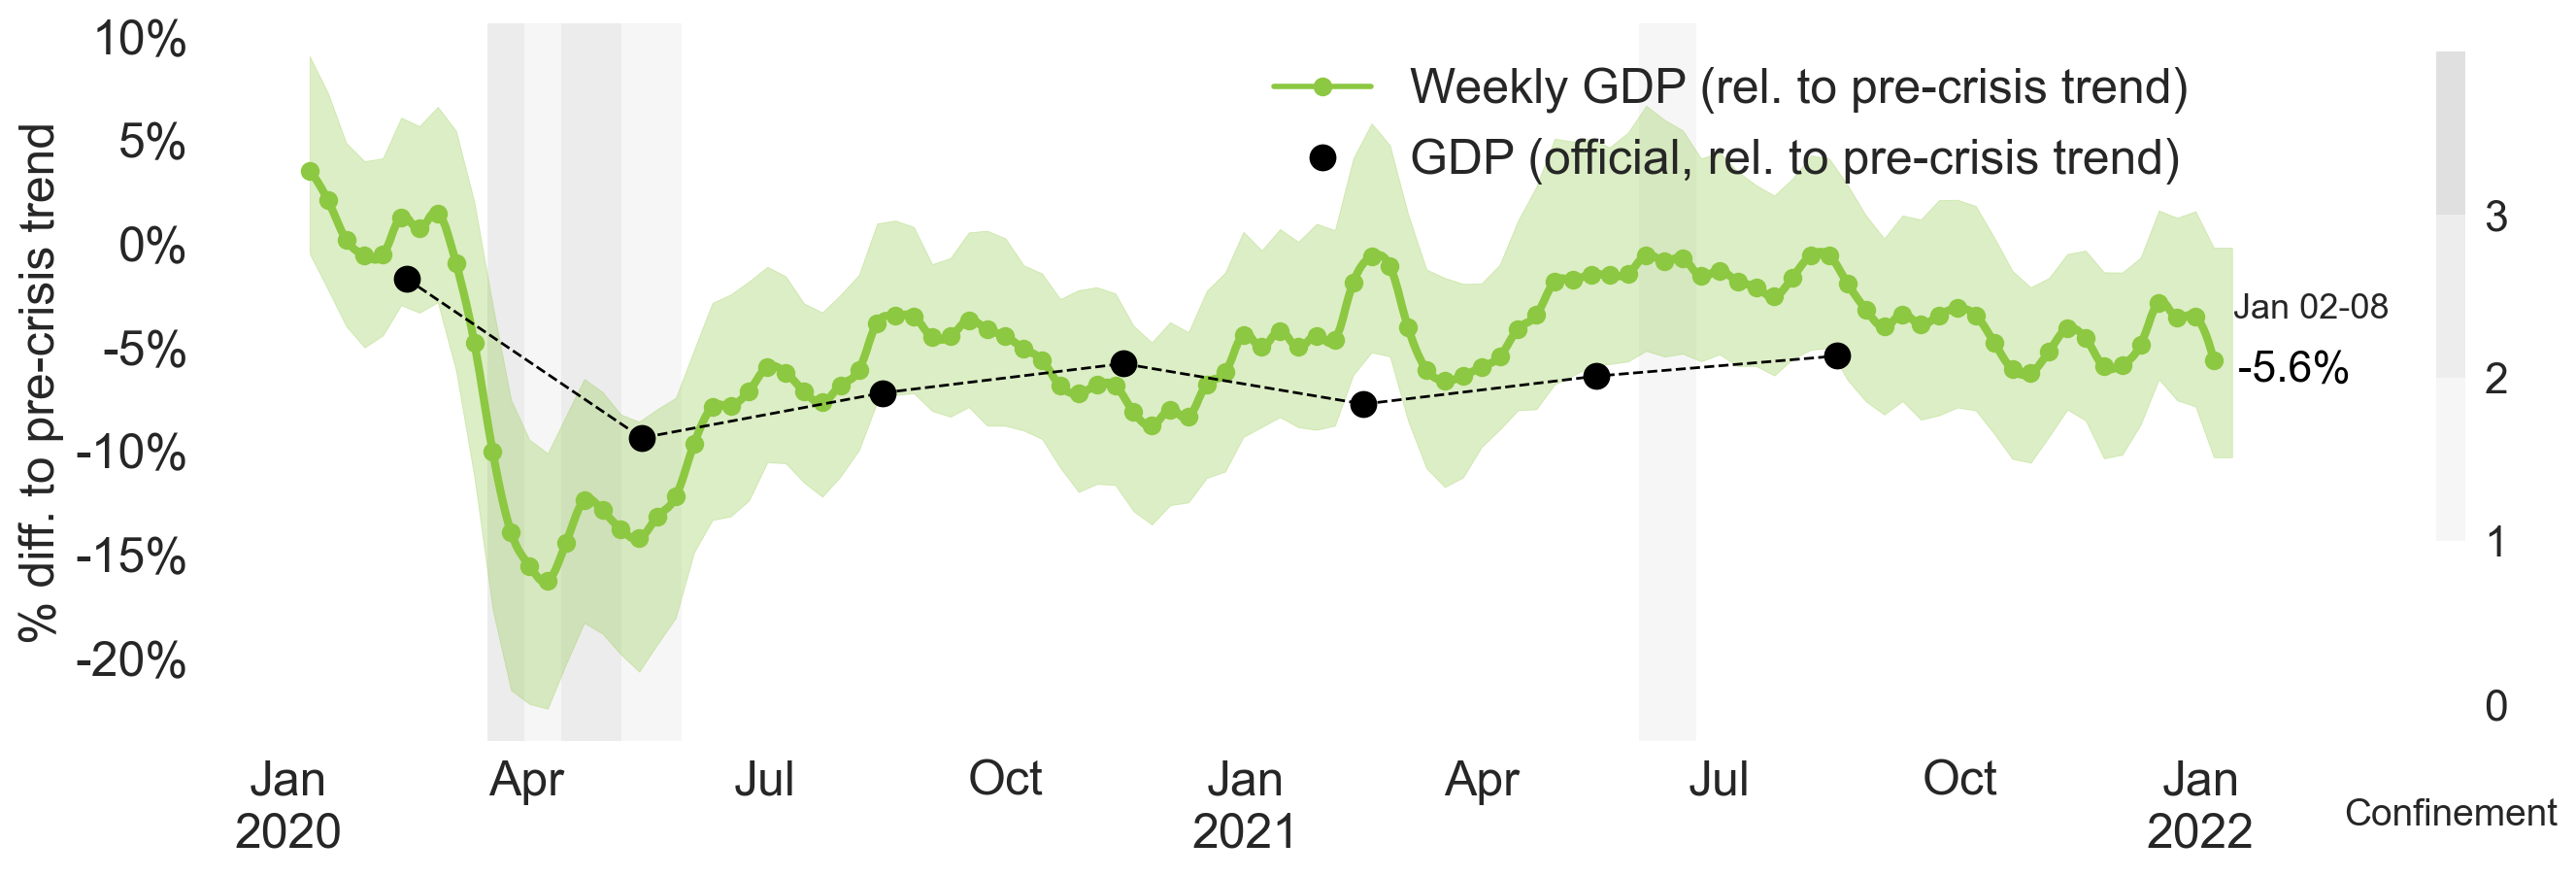 10%
5%
0%
-5%
-10%
-15%
-20%
% diff. to pre-crisis trend
Weekly GDP (rel. to pre-crisis trend)
GDP (official, rel. to pre-crisis trend)
Jan 02-08
-5.6%
3
2
1
0
Confinement
Jan Apr Jul Oct Jan Apr Jul Oct Jan
2020 2021 2022